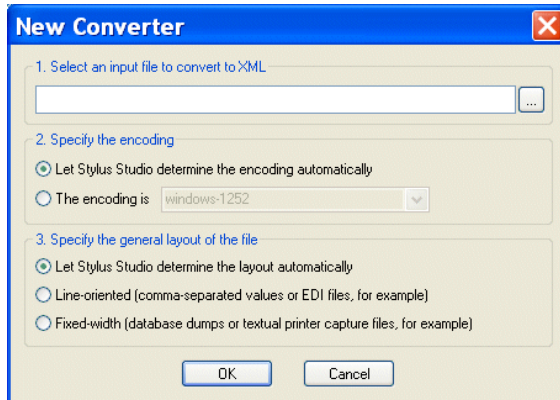 New Converter
1. Select an input file to convert to XML
...
2. Specify the encoding
Let Stylus Studio determine the encoding automatically
The encoding is windows-1252
3. Specify the general layout of the file
Let Stylus Studio determine the layout automatically
Line-oriented (comma-separated values or EDI files, for example)
Fixed-width (database dumps or textual printer capture files, for example)
OK Cancel